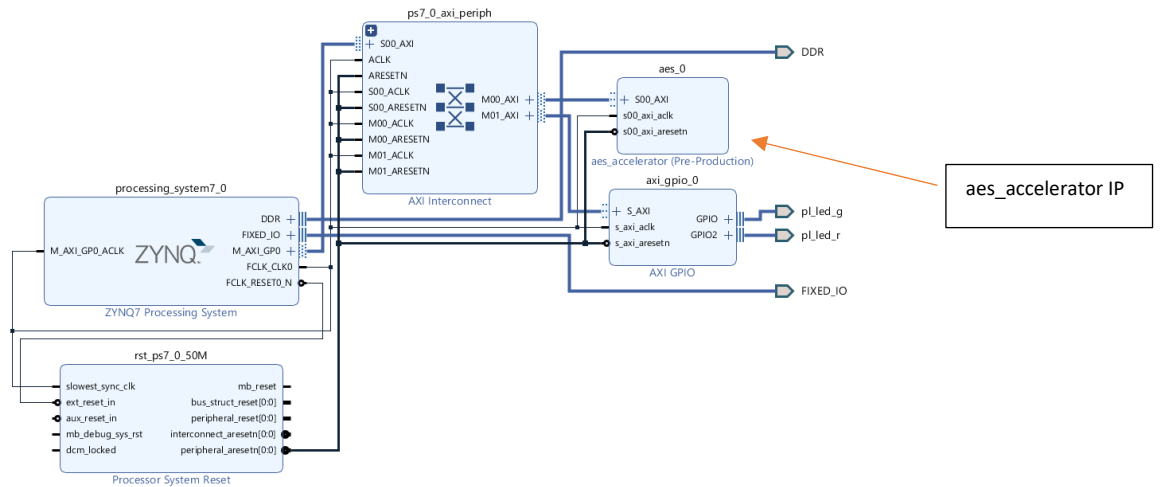 ps7_0_axi_periph
S00_AXI
ACLK
ARESETN
S00_ACLK
S00_ARESETN
M00_ACLK
M00_ARESETN
M01_ACLK
M01_ARESETN
M00_AXI
M01_AXI
AXI Interconnect
DDR
aes_0
S00_AXI
s00_axi_aclk
s00_axi_aresetn
aes_accelerator (Pre-Production)
aes_accelerator IP
axi_gpio_0
S_AXI
s_axi_aclk
s_axi_aresetn
GPIO
GPIO2
AXI GPIO
pl_led_g
pl_led_r
FIXED_IO
processing_system7_0
M_AXI_GP0_ACLK
ZYNQ
DDR
FIXED_IO
M_AXI_GP0
FCLK_CLK0
FCLK_RESET0_N
ZYNQ7 Processing System
rst_ps7_0_50M
slowest_sync_clk
ext_reset_in
aux_reset_in
mb_debug_sys_rst
dcm_locked
mb_reset
bus_struct_reset[0:0]
peripheral_reset[0:0]
interconnect_aresetn[0:0]
peripheral_aresetn[0:0]
Processor System Reset